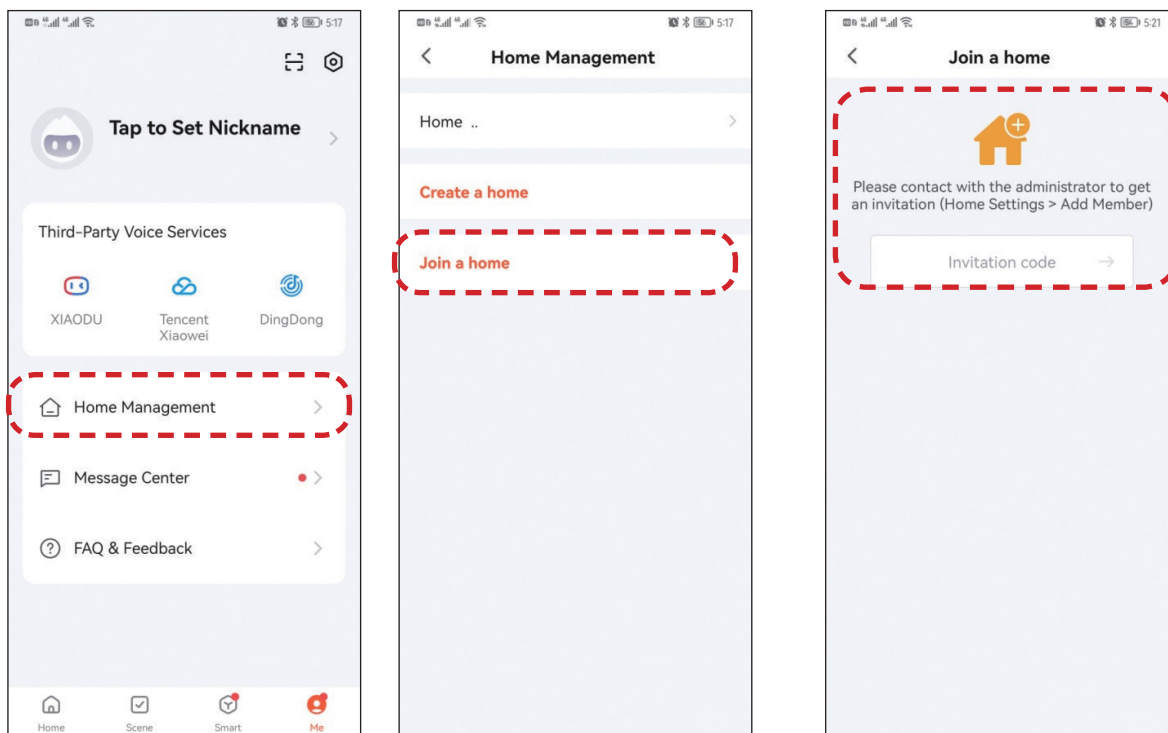 5:17
Tap to Set Nickname
Third-Party Voice Services
XIAODU
Tencent
Xiaowei
DingDong
Home Management
Message Center
FAQ & Feedback
Home
Scene
Smart
Me
5:17
Home Management
Home ..
Create a home
Join a home
5:21
Join a home
Please contact with the administrator to get
an invitation (Home Settings > Add Member)
Invitation code